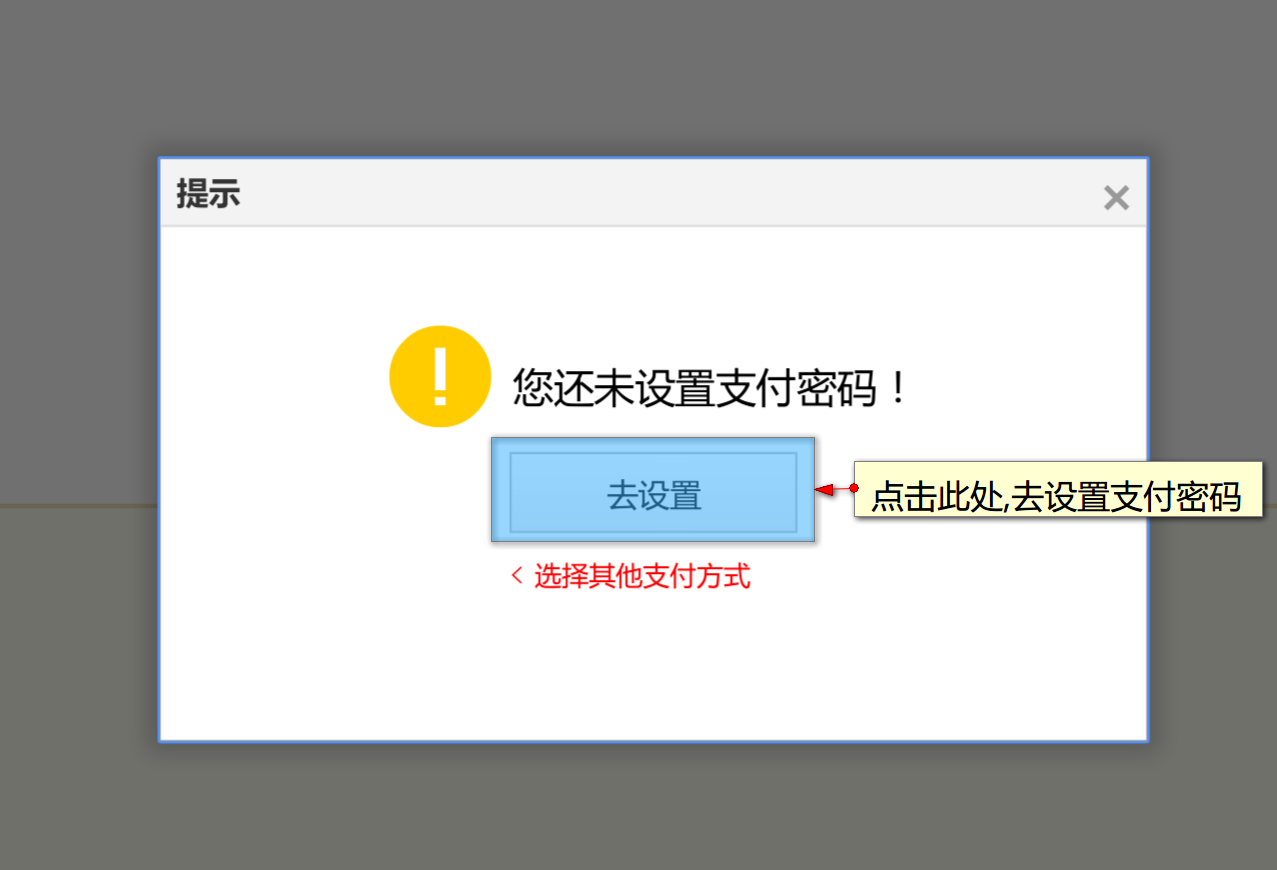 提示
您还未设置支付密码！
去设置
点击此处,去设置支付密码
< 选择其他支付方式